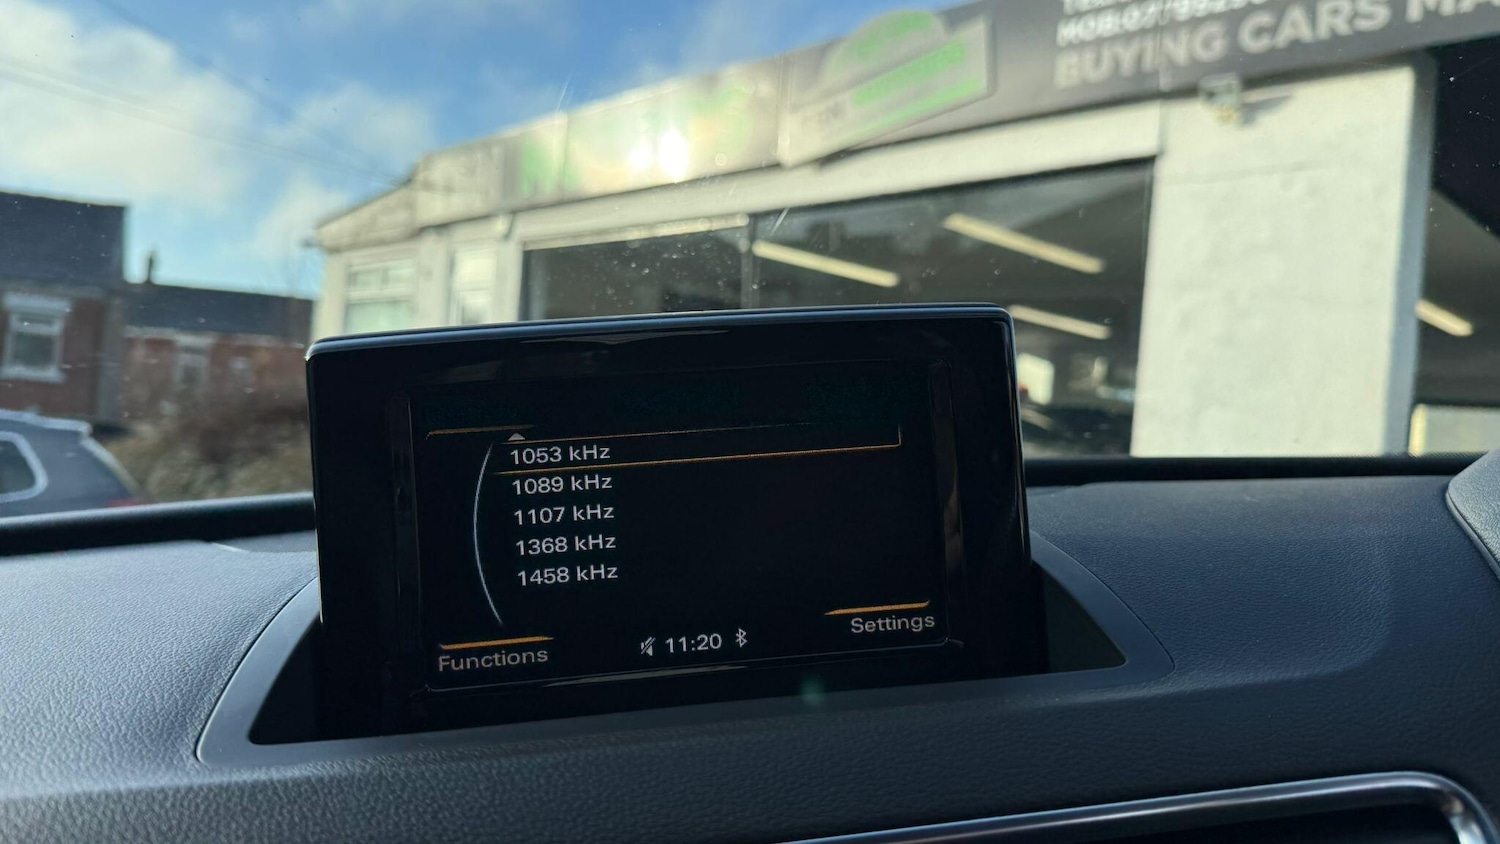 BUYING CARS
1053 kHz
1089 kHz
1107 kHz
1368 kHz
1458 kHz
Settings
11:20
Functions